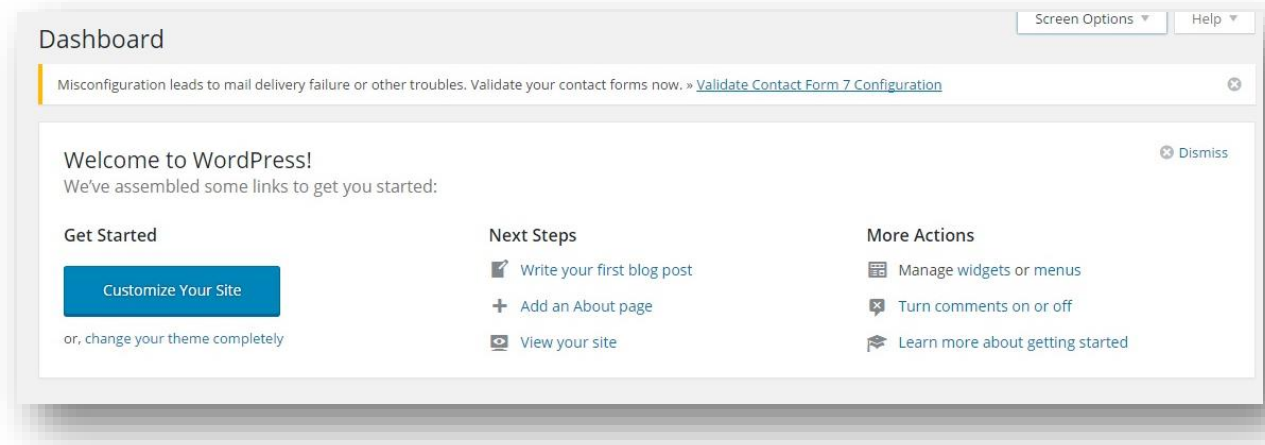 Screen Options
Help
Dashboard
Misconfiguration leads to mail delivery failure or other troubles. Validate your contact forms now. » Validate Contact Form 7 Configuration
Welcome to WordPress!
Dismiss
We've assembled some links to get you started:
Get Started
Customize Your Site
or, change your theme completely
Next Steps
Write your first blog post
Add an About page
View your site
More Actions
Manage widgets or menus
Turn comments on or off
Learn more about getting started